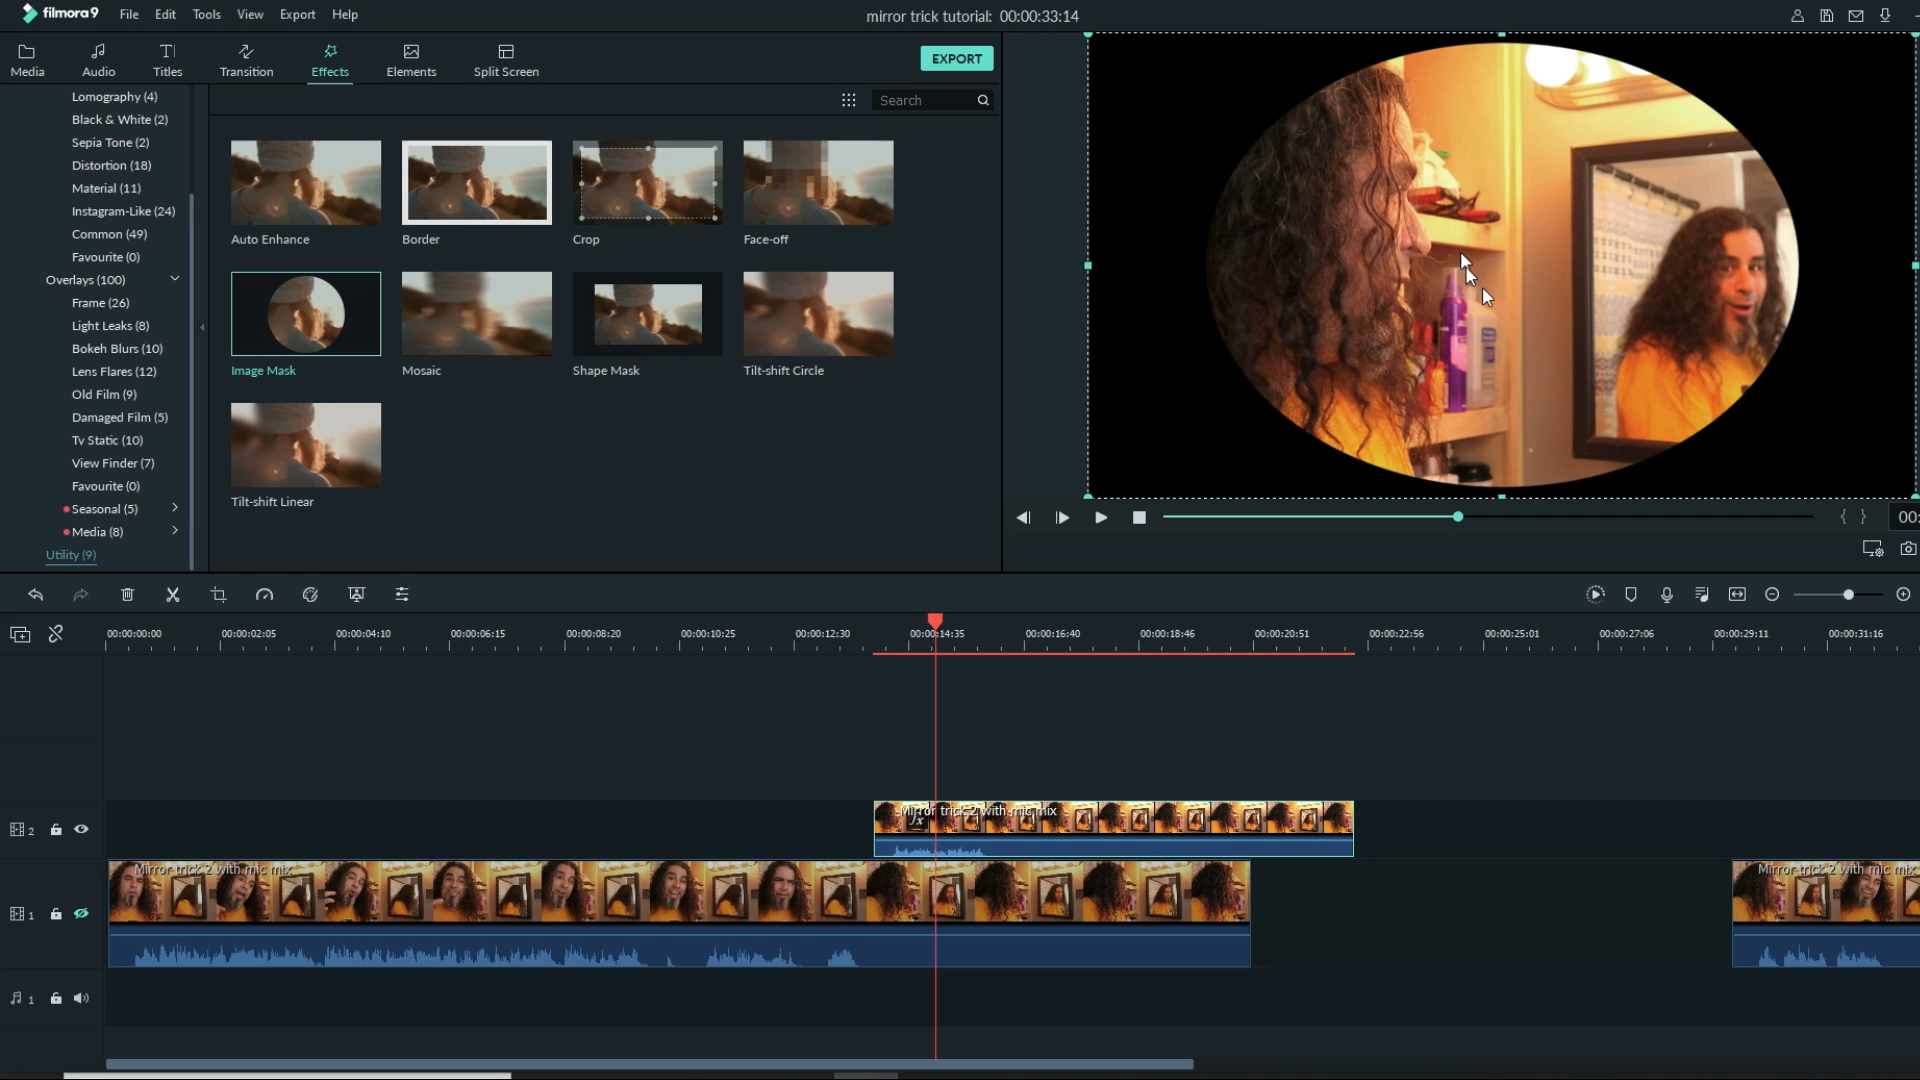 filmora9 File Edit Tools View Export Help
mirror trick tutorial: 00:00:33:14
Media Audio Titles Transition Effects Elements Split Screen
EXPORT
Search
Lomography (4)
Black & White (2)
Sepia Tone (2)
Distortion (18)
Material (11)
Instagram-Like (24)
Common (49)
Favourite (0)
Overlays (100)
Frame (26)
Light Leaks (8)
Bokeh Blurs (10)
Lens Flares (12)
Old Film (9)
Damaged Film (5)
Tv Static (10)
View Finder (7)
Favourite (0)
Seasonal (5)
Media (8)
Utility (9)
Auto Enhance Border Crop Face-off
Image Mask Mosaic Shape Mask Tilt-shift Circle
Tilt-shift Linear
{ } 00:
00:00:00:00 00:00:02:05 00:00:04:10 00:00:06:15 00:00:08:20 00:00:10:25 00:00:12:30 00:00:14:35 00:00:16:40 00:00:18:46 00:00:20:51 00:00:22:56 00:00:25:01 00:00:27:06 00:00:29:11 00:00:31:16
2
Mirror trick 2 with mic mix
fx
1
Mirror trick 2 with mic mix
Mirror trick 2 with mic mix
1